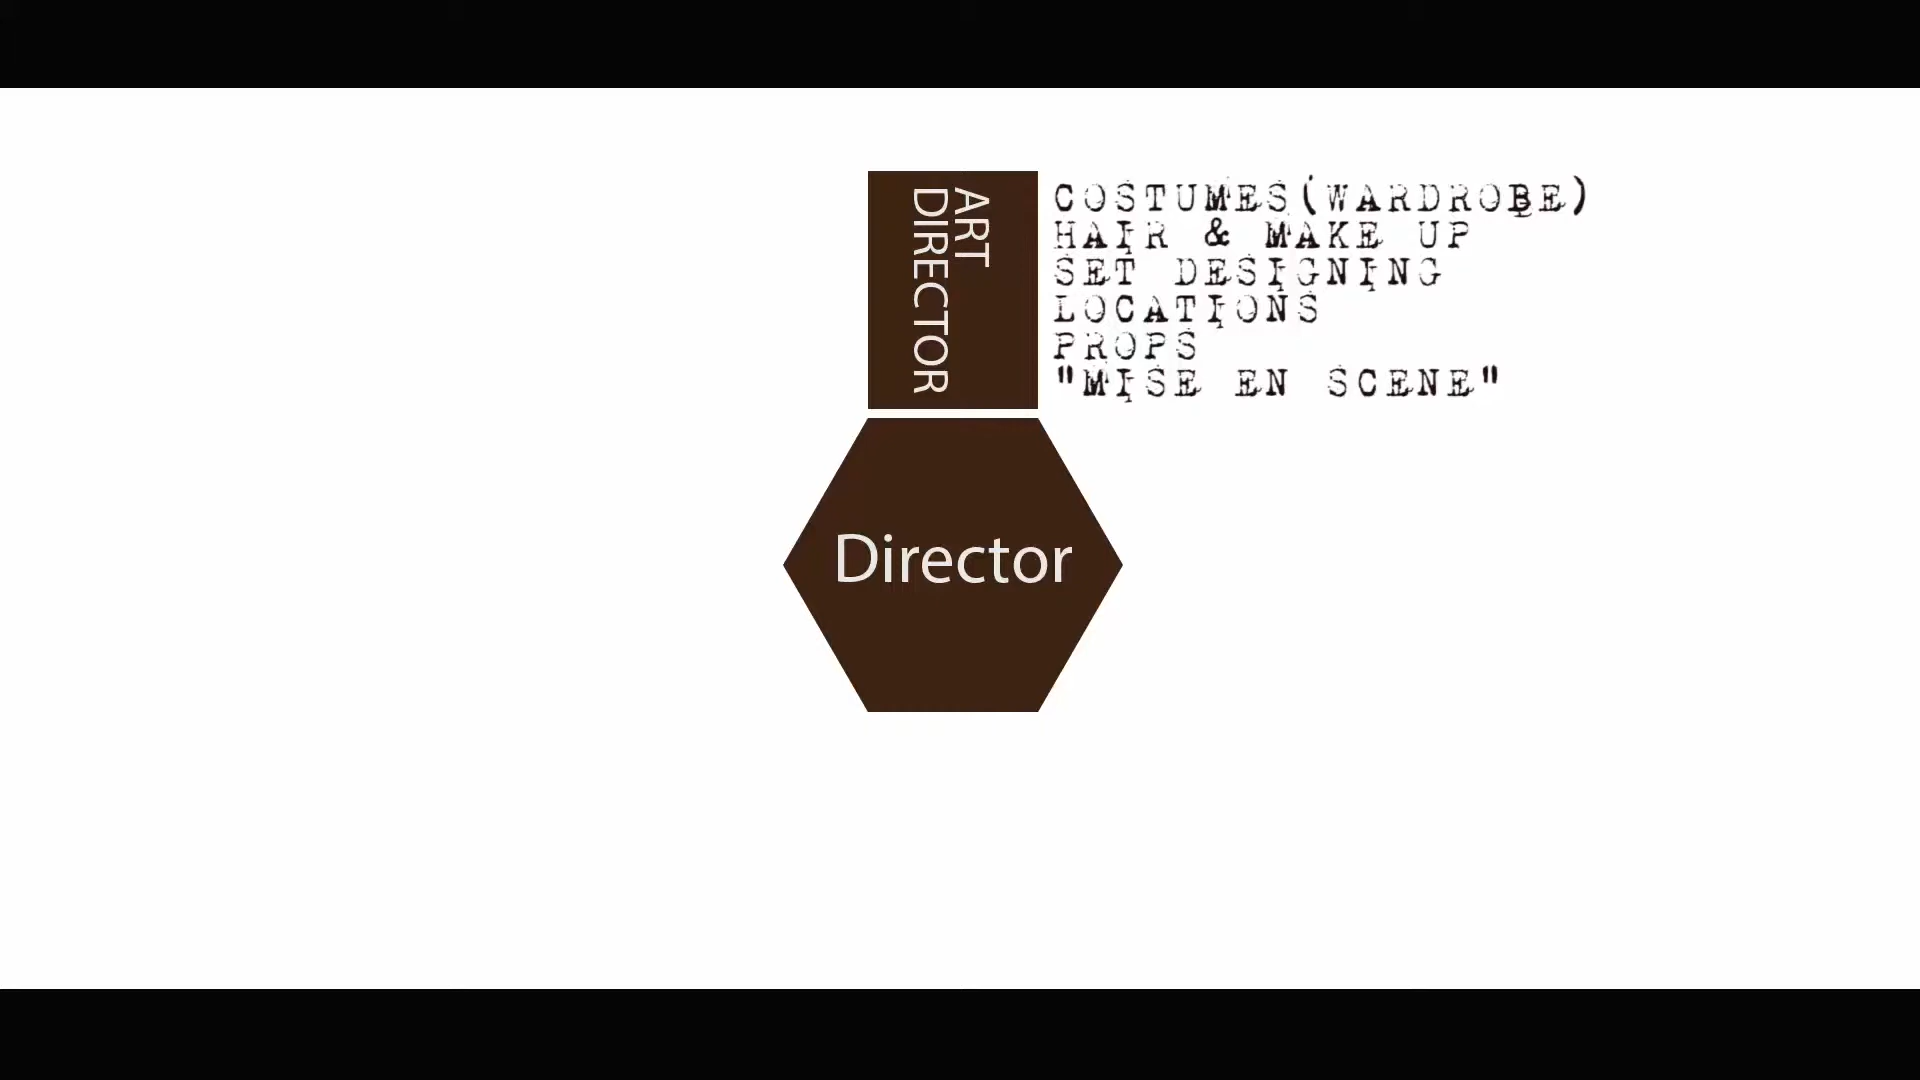 ART
DIRECTOR
COSTUMES(WARDROBE)
HAIR & MAKE UP
SET DESIGNING
LOCATIONS
PROPS
"MISE EN SCENE"
Director